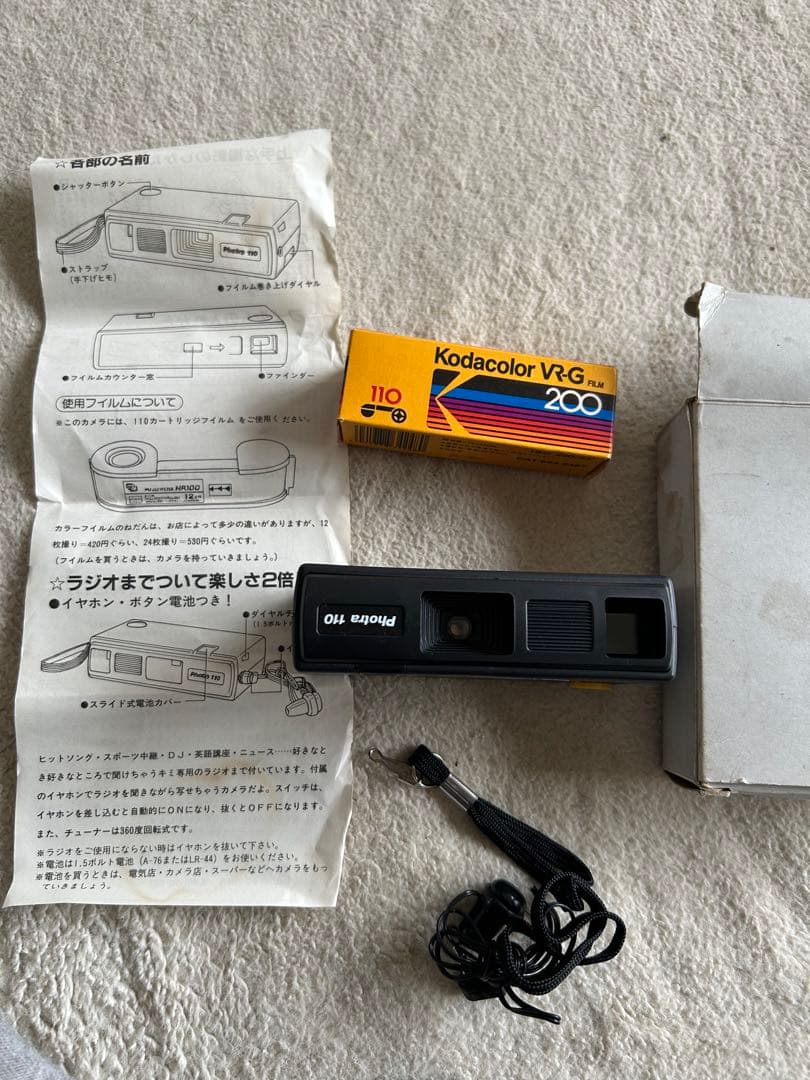 ☆各部の名前
●シャッターボタン
Photra 110
●ストラップ
(手下げヒモ)
●フイルム巻き上げダイヤル
●フイルムカウンター窓
●ファインダー
使用フイルムについて
※このカメラには、110カートリッジフイルム をご使用ください。
HR100
12
カラーフイルムのねだんは、お店によって多少の違いがありますが、12
枚撮り=420円ぐらい、24枚撮り=530円ぐらいです。
(フイルムを買うときは、カメラを持っていきましょう。)
☆ラジオまでついて楽しさ2倍
●イヤホン・ボタン電池つき!
●ダイヤル
(1.5ボルト
Photra 110
●スライド式電池カバー
ヒットソング・スポーツ中継・DJ・英語講座・ニュース……好きなと
き好きなところで聞けちゃうキミ専用のラジオまで付いています。付属
のイヤホンでラジオを聞きながら写せちゃうカメラだよ。スイッチは、
イヤホンを差し込むと自動的にONになり、抜くとOFFになります。
また、チューナーは360度回転式です。
※ラジオをご使用にならない時はイヤホンを抜いて下さい。
※電池は1.5ボルト電池(A-76またはLR-44)をお使いください。
※電池を買うときは、電気店・カメラ店・スーパーなどへカメラをもっ
ていきましょう。
Kodacolor VR-G FILM
110
200
Photra 110